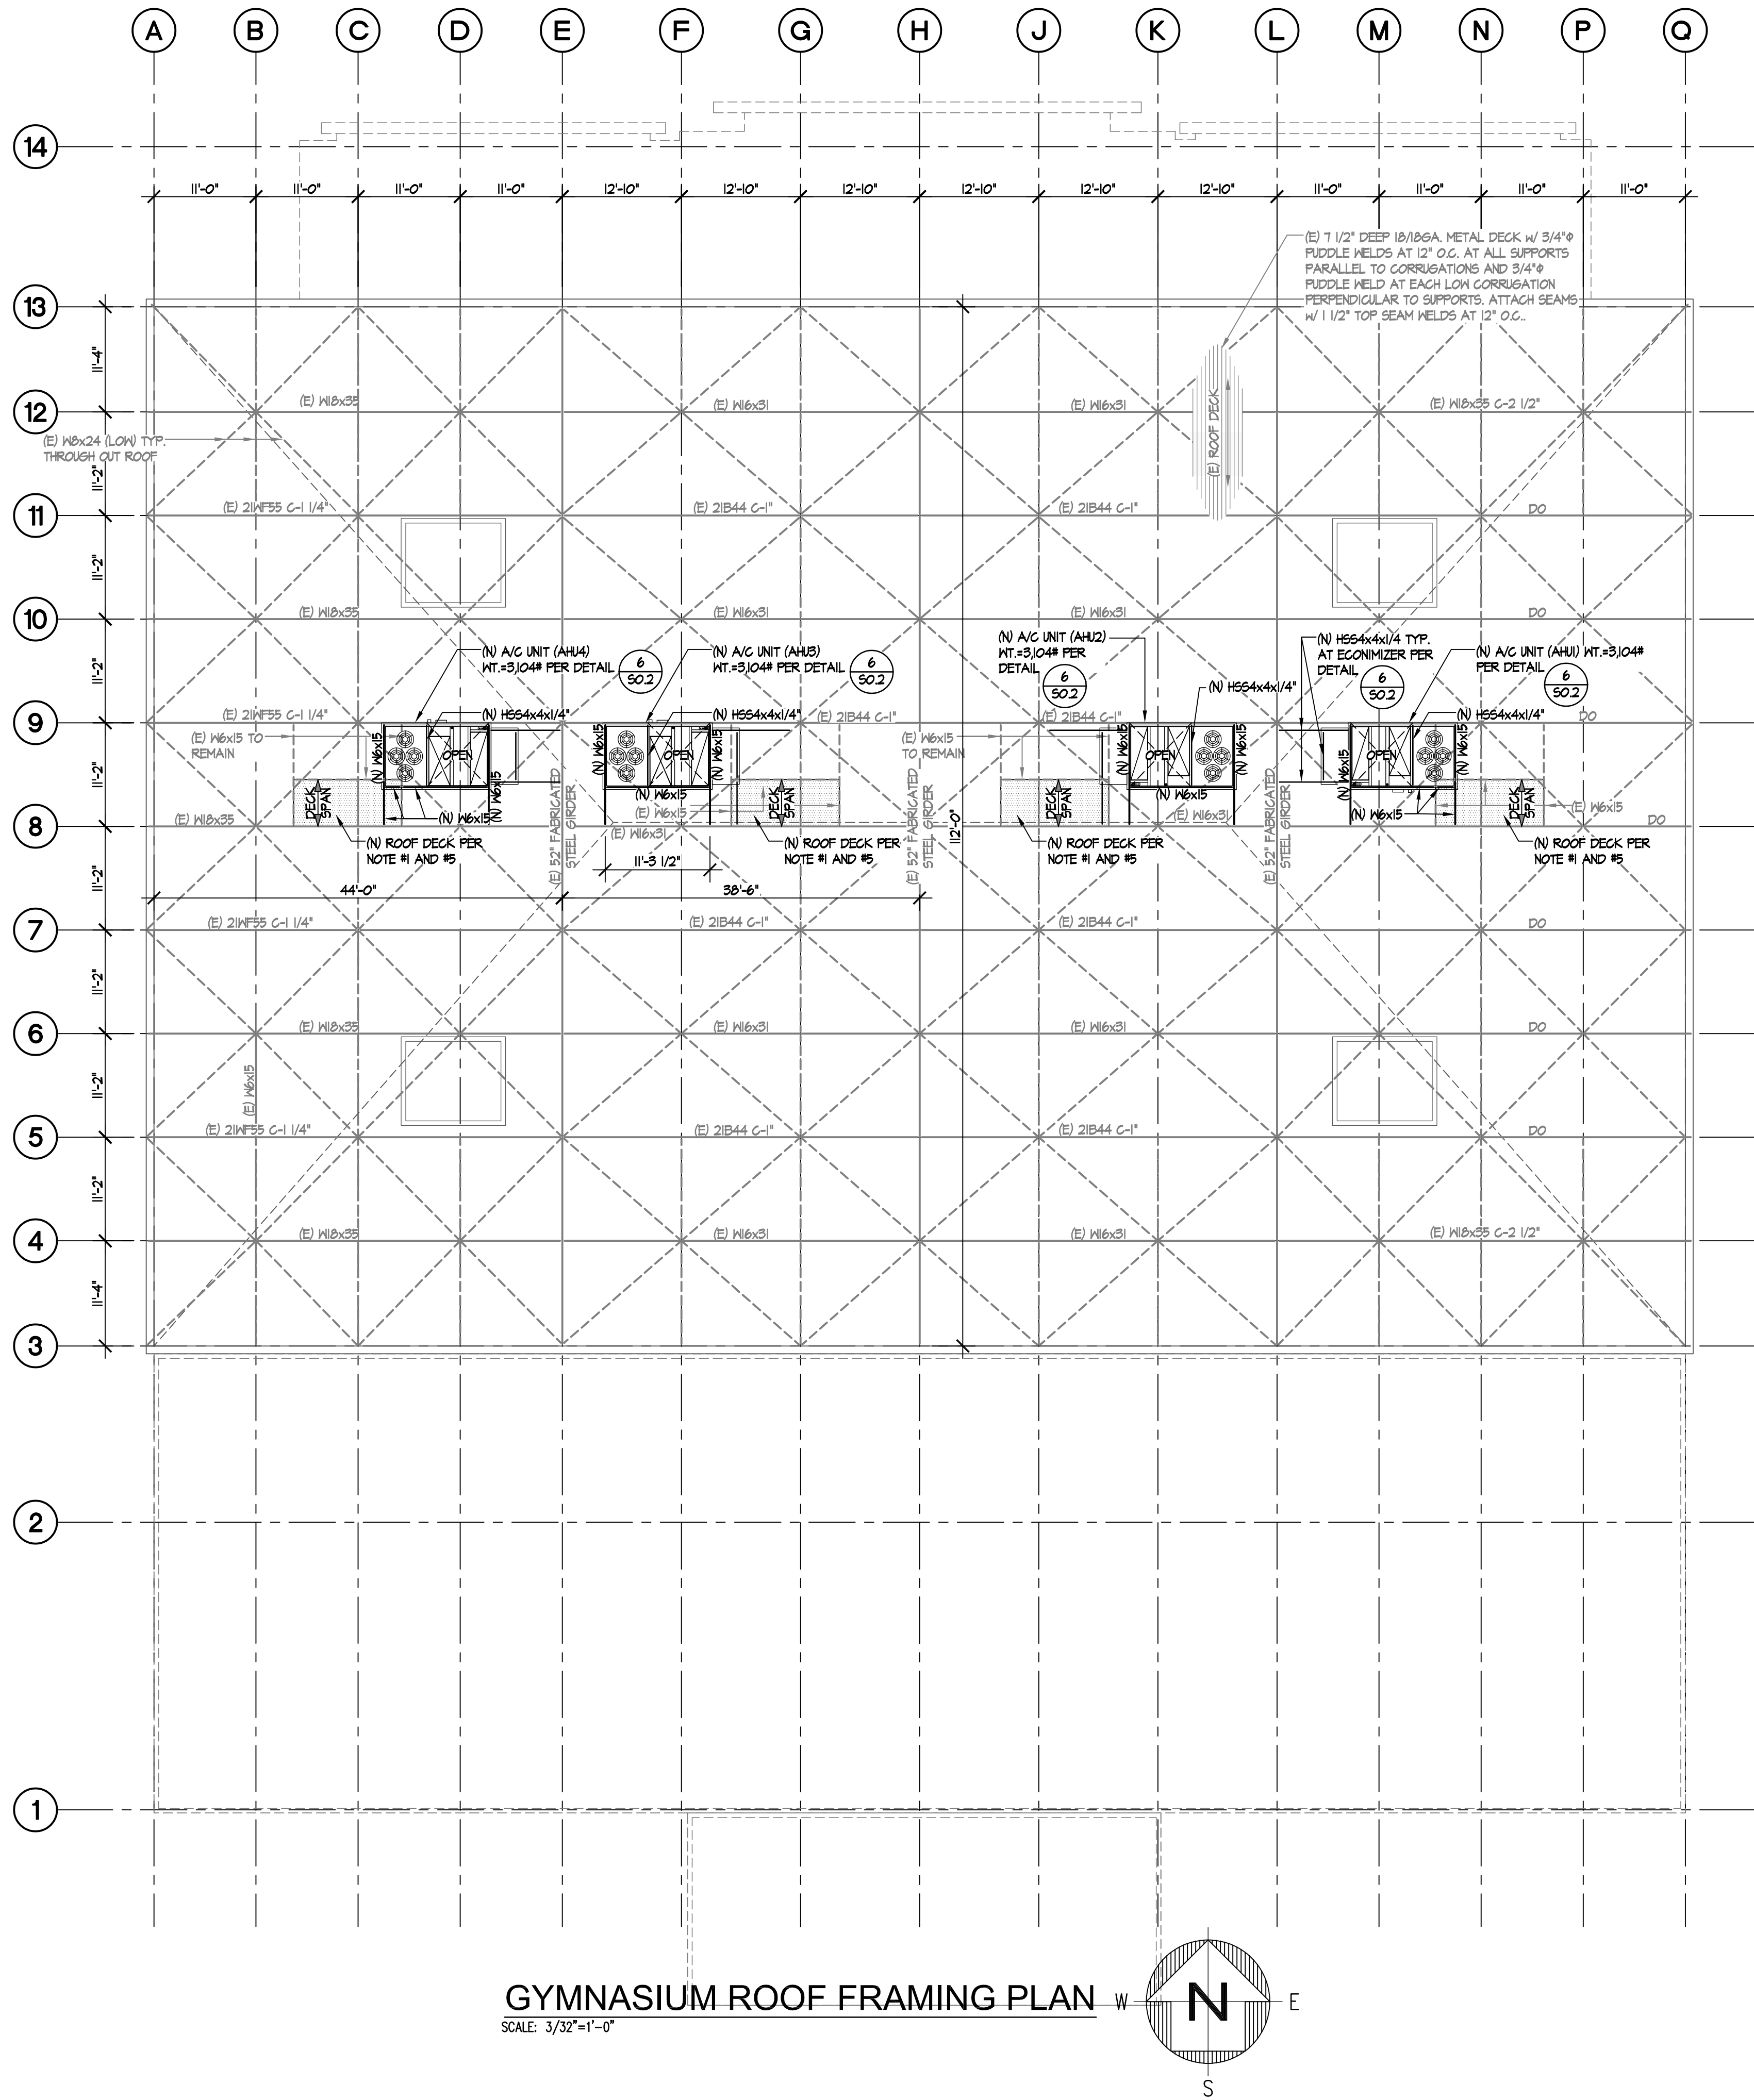 A B C D E F G H J K L M N P Q
14
11'-0" 11'-0" 11'-0" 11'-0" 12'-10" 12'-10" 12'-10" 12'-10" 12'-10" 12'-10" 11'-0" 11'-0" 11'-0" 11'-0"
(E) 7 1/2" DEEP 18/18GA. METAL DECK W/ 3/4"Φ
PUDDLE WELDS AT 12" O.C. AT ALL SUPPORTS
PARALLEL TO CORRUGATIONS AND 3/4"Φ
PUDDLE WELD AT EACH LOW CORRUGATION
PERPENDICULAR TO SUPPORTS. ATTACH SEAMS
W/ 1 1/2" TOP SEAM WELDS AT 12" O.C..
13
11'-4"
12
(E) W18x35 (E) W16x31 (E) W16x31 (E) W18x35 C-2 1/2"
(E) ROOF DECK
(E) W8x24 (LOW) TYP.
THROUGH OUT ROOF
11'-2"
11
(E) 21WF55 C-1 1/4" (E) 21B44 C-1" (E) 21B44 C-1" DO
11'-2"
10
(E) W18x35 (E) W16x31 (E) W16x31 DO
11'-2"
(N) A/C UNIT (AHU4)
WT.=3,104# PER DETAIL
6
S0.2
(N) A/C UNIT (AHU3)
WT.=3,104# PER DETAIL
6
S0.2
(N) A/C UNIT (AHU2)
WT.=3,104# PER
DETAIL
6
S0.2
(N) HSS4x4x1/4 TYP.
AT ECONIMIZER PER
DETAIL
6
S0.2
(N) A/C UNIT (AHU1) WT.=3,104#
PER DETAIL
6
S0.2
(N) HSS4x4x1/4"
(N) HSS4x4x1/4"
(N) HSS4x4x1/4"
(N) HSS4x4x1/4"
9
(E) 21WF55 C-1 1/4" (E) 21B44 C-1" (E) 21B44 C-1" DO
(E) W6x15 TO
REMAIN
(E) W6x15
TO REMAIN
11'-2"
(N) W6x15
OPEN
(N) W6x15
(N) W6x15
OPEN
(N) W6x15
(N) W6x15
OPEN
(N) W6x15
(N) W6x15
OPEN
(N) W6x15
DECK
SPAN
DECK
SPAN
DECK
SPAN
DECK
SPAN
(N) W6x15
(N) W6x15
(E) W6x15
(N) W6x15
(N) W6x15
(E) W6x15
8
(E) W18x35 (E) W16x31 (E) W16x31 DO
(N) ROOF DECK PER
NOTE #1 AND #5
(N) ROOF DECK PER
NOTE #1 AND #5
(N) ROOF DECK PER
NOTE #1 AND #5
(N) ROOF DECK PER
NOTE #1 AND #5
(E) 52" FABRICATED
STEEL GIRDER
(E) 52" FABRICATED
STEEL GIRDER
(E) 52" FABRICATED
STEEL GIRDER
112'-0"
11'-3 1/2"
11'-2"
44'-0" 38'-6"
7
(E) 21WF55 C-1 1/4" (E) 21B44 C-1" (E) 21B44 C-1" DO
11'-2"
6
(E) W18x35 (E) W16x31 (E) W16x31 DO
11'-2"
(E) W6x15
5
(E) 21WF55 C-1 1/4" (E) 21B44 C-1" (E) 21B44 C-1" DO
11'-2"
4
(E) W18x35 (E) W16x31 (E) W16x31 (E) W18x35 C-2 1/2"
11'-4"
3
2
1
GYMNASIUM ROOF FRAMING PLAN
SCALE: 3/32"=1'-0"
W N E
S